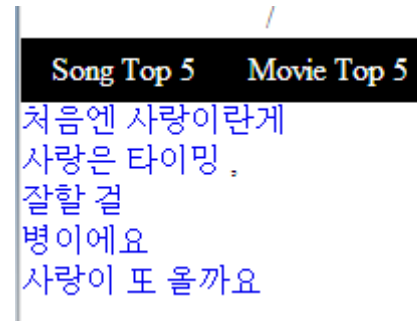 /
Song Top 5 Movie Top 5
처음엔 사랑이란게
사랑은 타이밍 .
잘할 걸
병이에요
사랑이 또 올까요